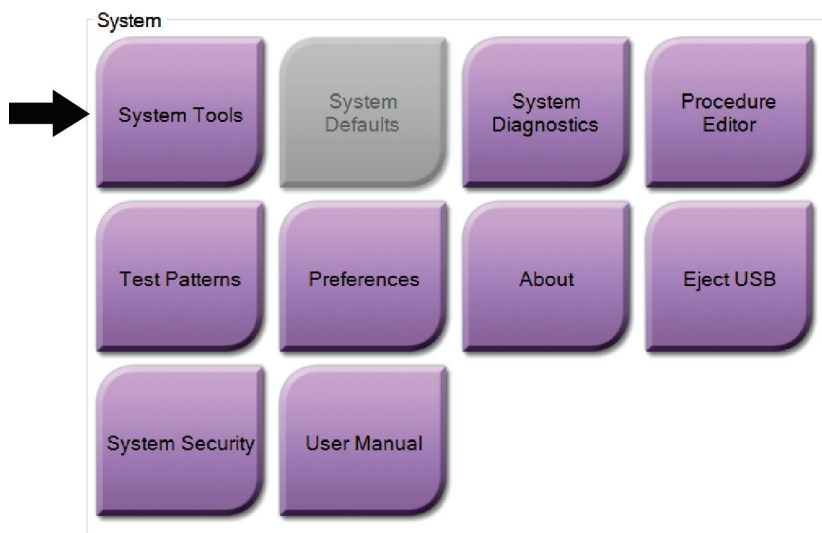 System
System Tools
System
Defaults
System
Diagnostics
Procedure
Editor
Test Patterns
Preferences
About
Eject USB
System Security
User Manual